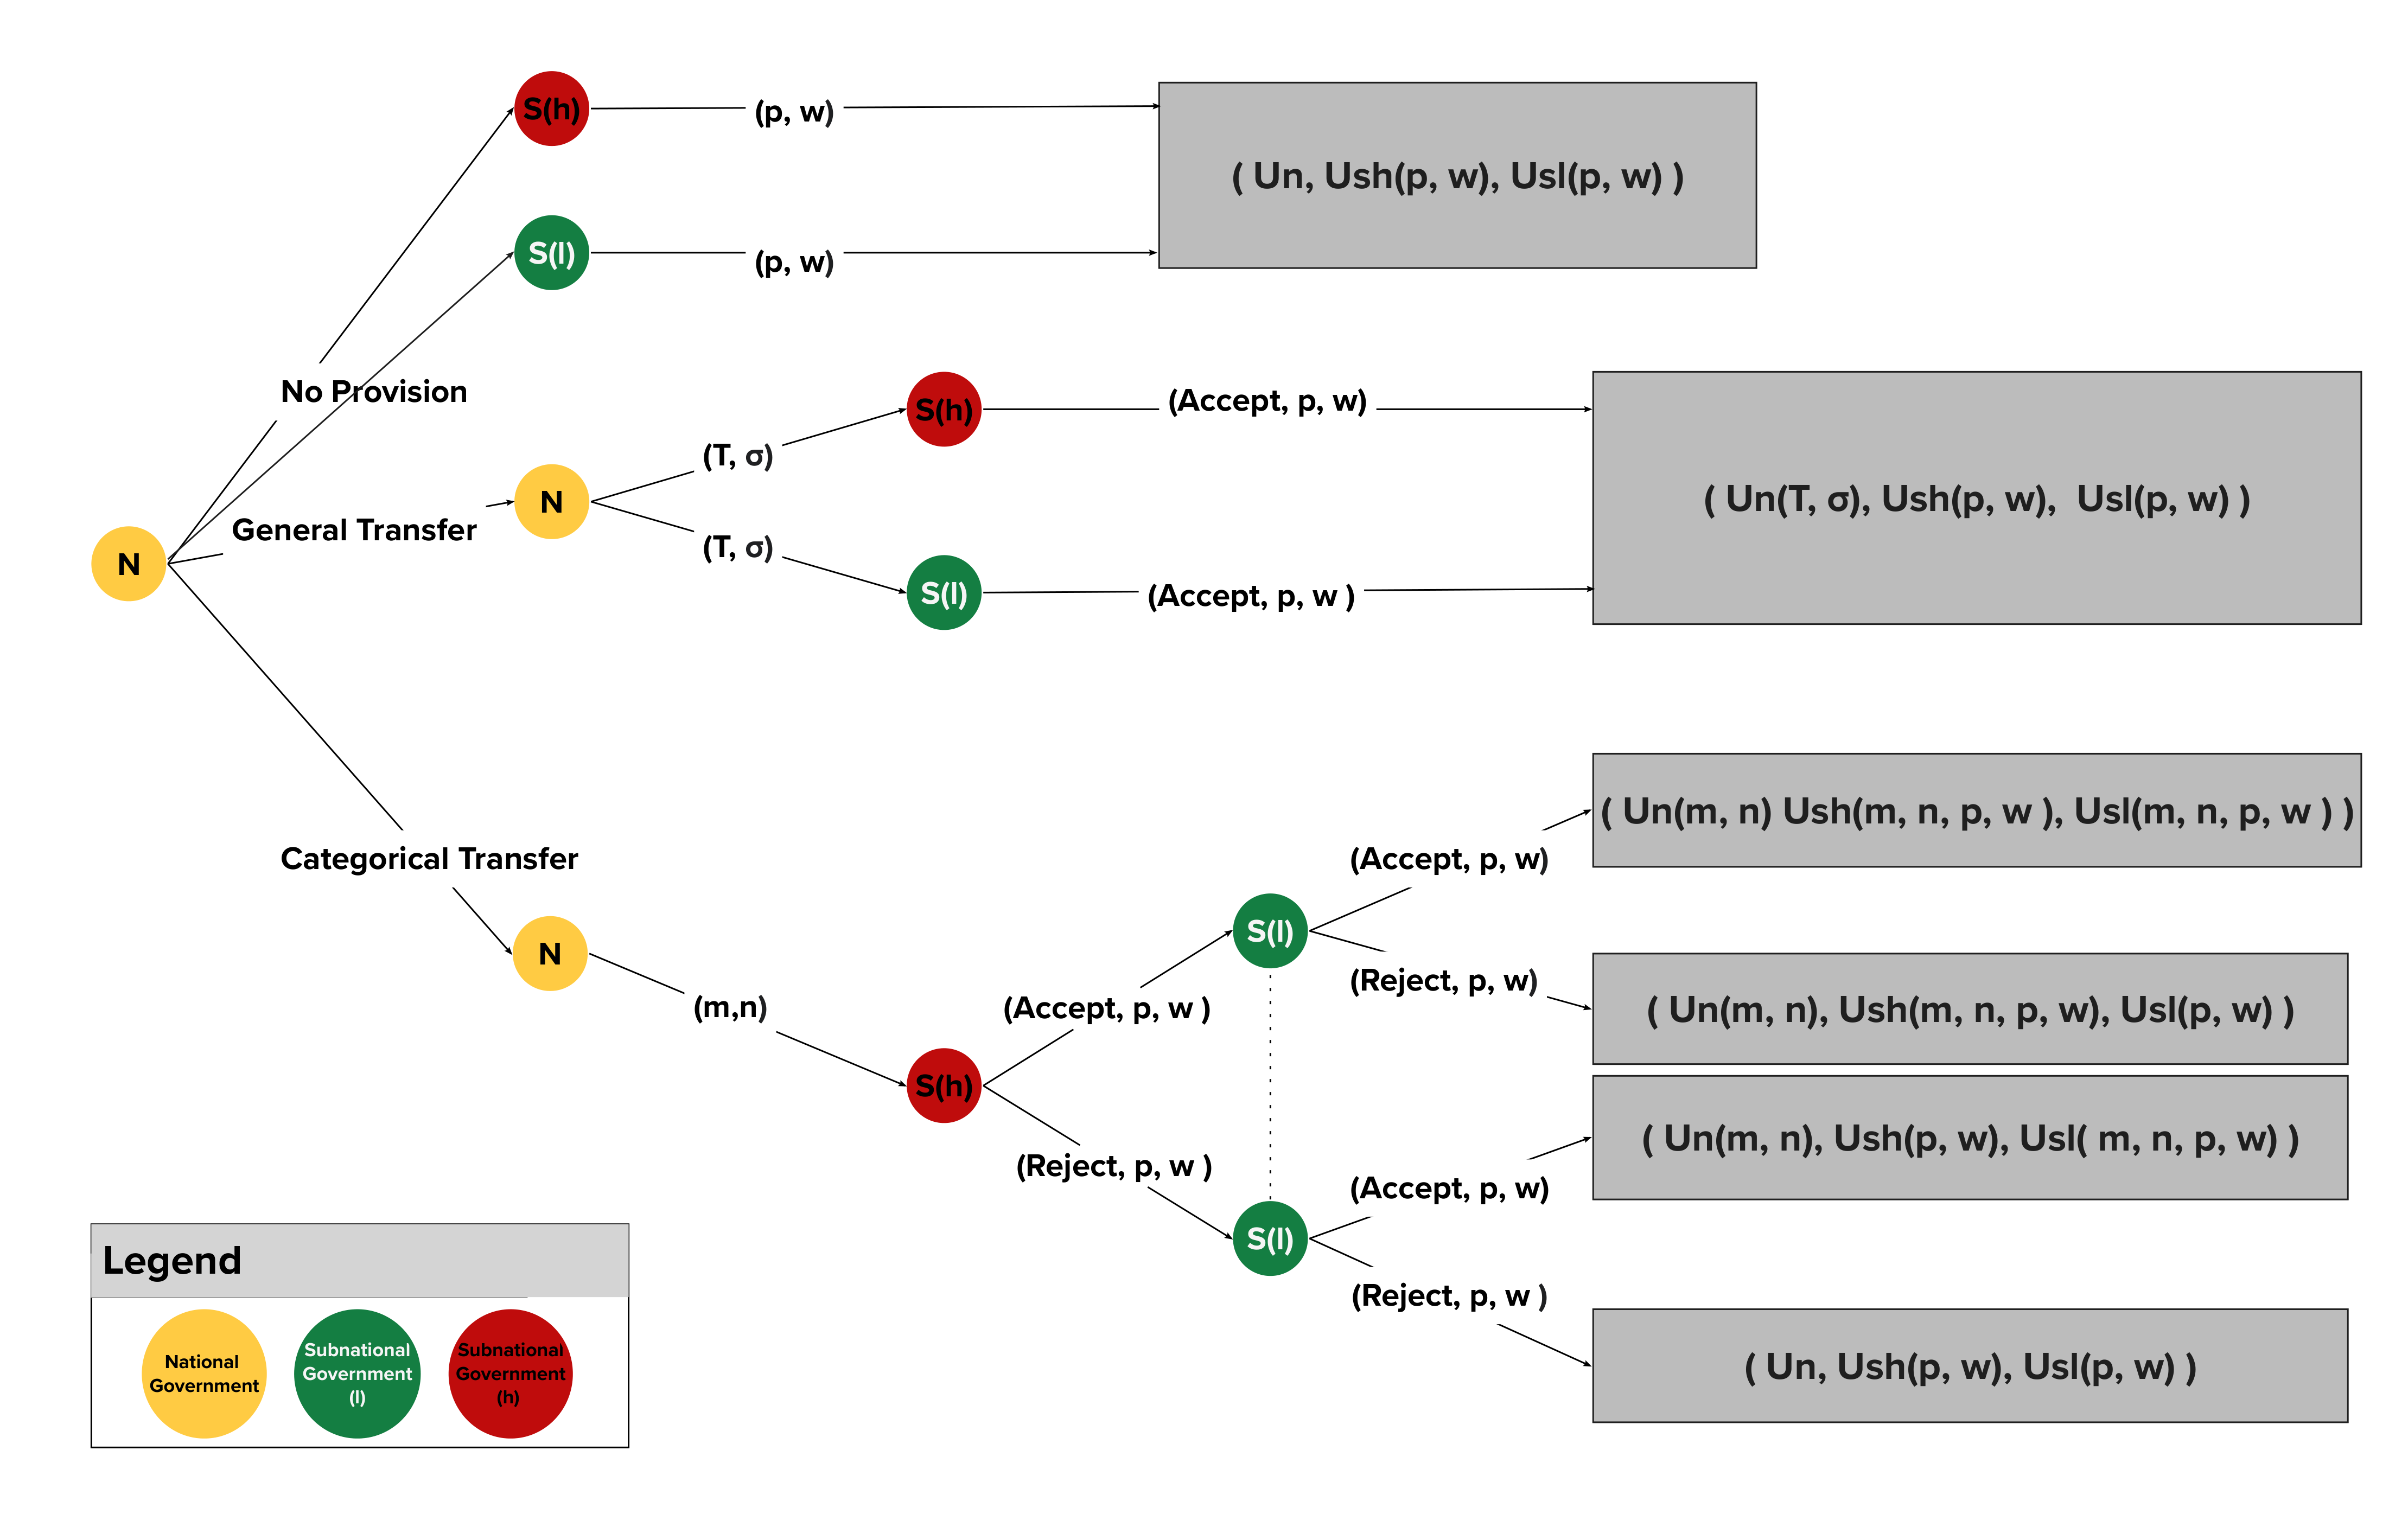 S(h)
(p, w)
( Un, Ush(p, w), Usl(p, w) )
S(l)
(p, w)
No Provision
S(h)
(Accept, p, w)
(T, σ)
N
General Transfer
( Un(T, σ), Ush(p, w),  Usl(p, w) )
(T, σ)
N
S(l)
(Accept, p, w )
Categorical Transfer
N
(m,n)
S(h)
(Accept, p, w )
S(l)
(Accept, p, w)
( Un(m, n) Ush(m, n, p, w ), Usl(m, n, p, w ) )
(Reject, p, w)
( Un(m, n), Ush(m, n, p, w), Usl(p, w) )
(Reject, p, w )
S(l)
(Accept, p, w)
( Un(m, n), Ush(p, w), Usl( m, n, p, w) )
(Reject, p, w )
( Un, Ush(p, w), Usl(p, w) )
Legend
National
Government
Subnational
Government
(l)
Subnational
Government
(h)